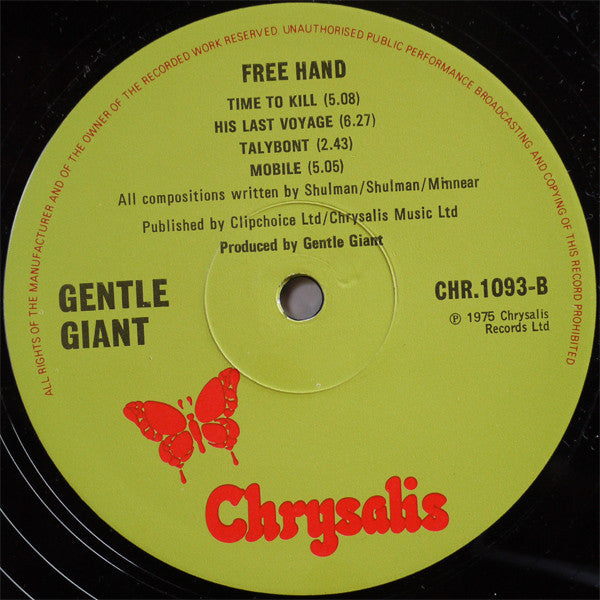 ALL RIGHTS OF THE MANUFACTURER AND OF THE OWNER OF THE RECORDED WORK RESERVED. UNAUTHORISED PUBLIC PERFORMANCE BROADCASTING AND COPYING OF THIS RECORD PROHIBITED
FREE HAND
TIME TO KILL (5.08)
HIS LAST VOYAGE (6.27)
TALYBONT (2.43)
MOBILE (5.05)
All compositions written by Shulman/Shulman/Minnear
Published by Clipchoice Ltd/Chrysalis Music Ltd
Produced by Gentle Giant
GENTLE
GIANT
CHR.1093-B
℗ 1975 Chrysalis
Records Ltd
Chrysalis